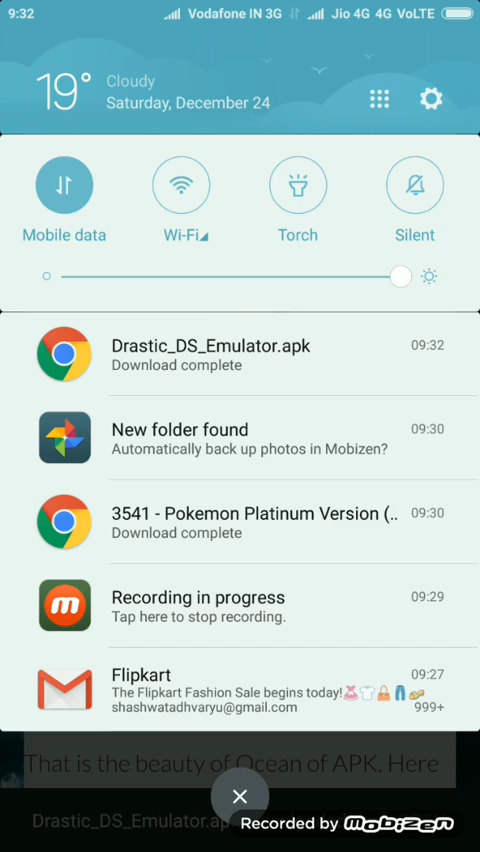 9:32
Vodafone IN 3G
Jio 4G 4G VoLTE
19°
Cloudy
Saturday, December 24
Mobile data
Wi-Fi
Torch
Silent
Drastic_DS_Emulator.apk 09:32
Download complete
New folder found 09:30
Automatically back up photos in Mobizen?
3541 - Pokemon Platinum Version (.. 09:30
Download complete
Recording in progress 09:29
Tap here to stop recording.
Flipkart 09:27
The Flipkart Fashion Sale begins today!👗👕👜👖👡
shashwatadhvaryu@gmail.com 999+
That is the beauty of Ocean of APK. Here
Drastic_DS_Emulator.ap
Recorded by mobizen